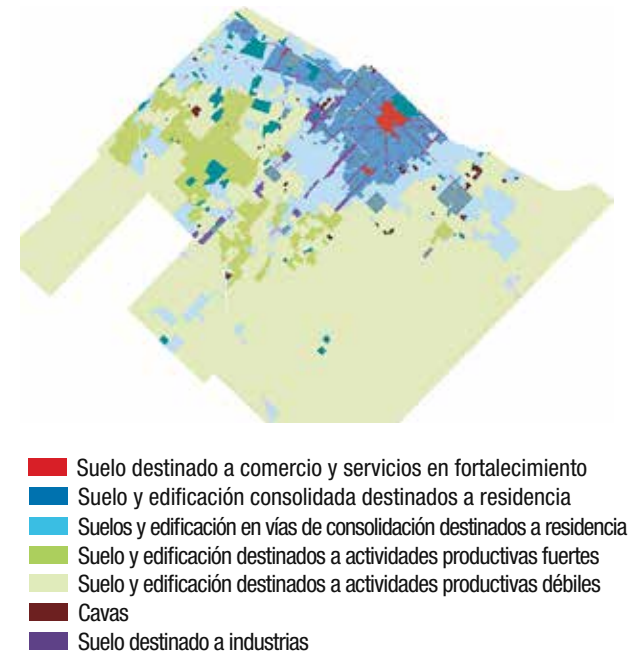 Suelo destinado a comercio y servicios en fortalecimiento
Suelo y edificación consolidada destinados a residencia
Suelos y edificación en vías de consolidación destinados a residencia
Suelo y edificación destinados a actividades productivas fuertes
Suelo y edificación destinados a actividades productivas débiles
Cavas
Suelo destinado a industrias